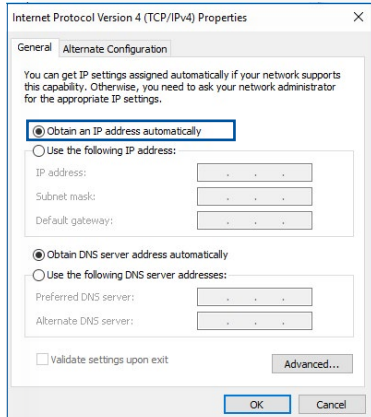 Internet Protocol Version 4 (TCP/IPv4) Properties
General
Alternate Configuration
You can get IP settings assigned automatically if your network supports
this capability. Otherwise, you need to ask your network administrator
for the appropriate IP settings.
Obtain an IP address automatically
Use the following IP address:
IP address:
Subnet mask:
Default gateway:
Obtain DNS server address automatically
Use the following DNS server addresses:
Preferred DNS server:
Alternate DNS server:
Validate settings upon exit
Advanced...
OK
Cancel